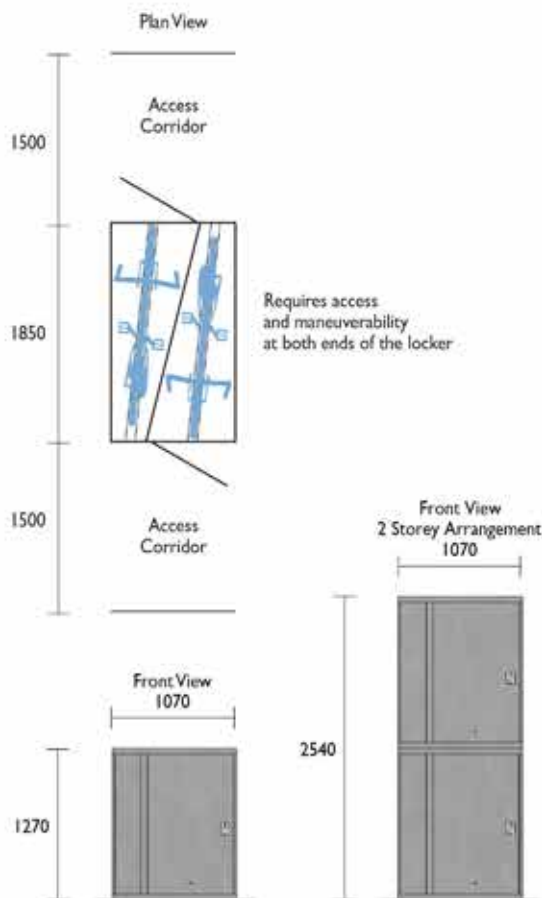 Plan View
1500
Access
Corridor
1850
Requires access
and maneuverability
at both ends of the locker
1500
Access
Corridor
Front View
2 Storey Arrangement
1070
2540
Front View
1070
1270